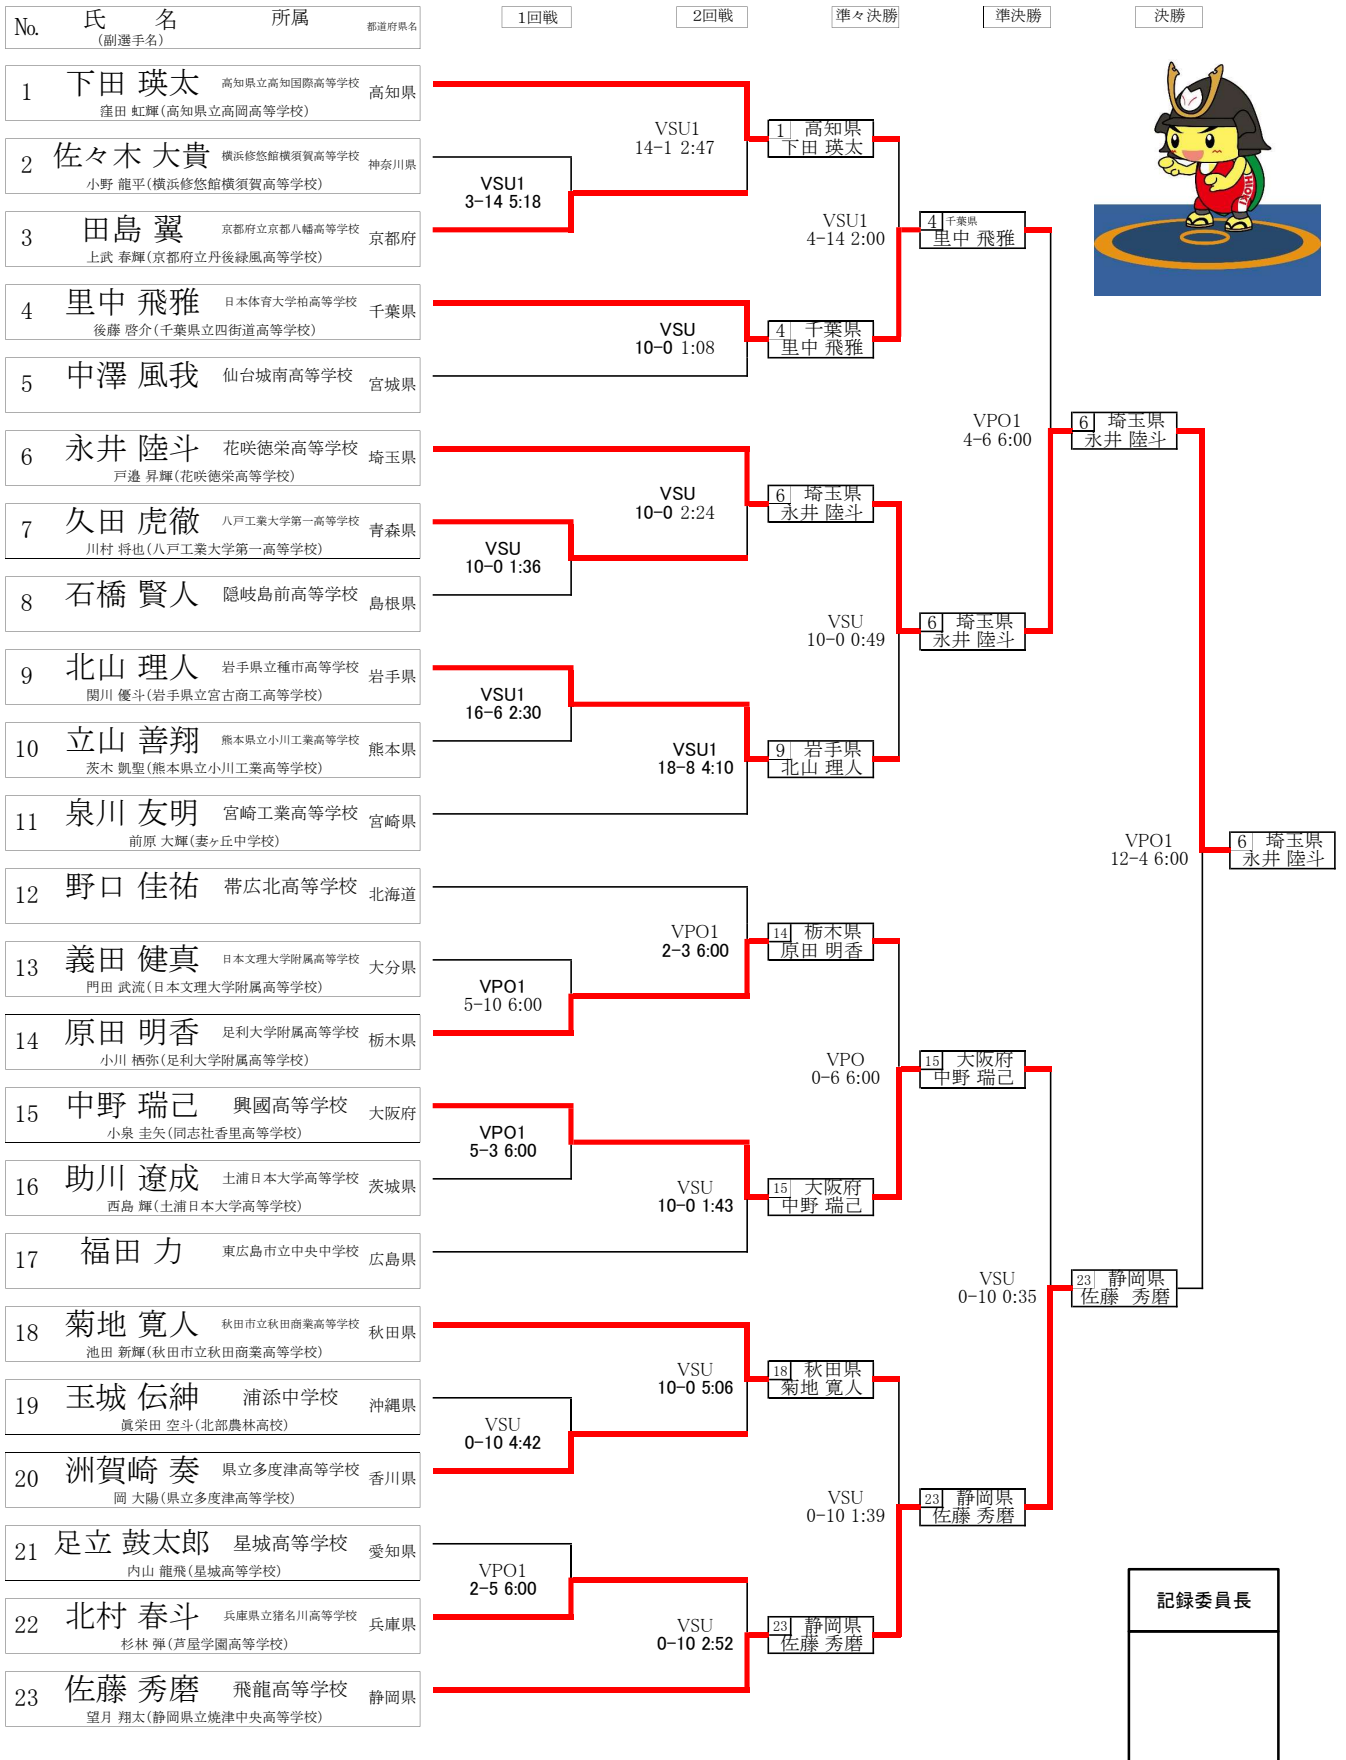 No. 氏 名 所属 都道府県名
(副選手名)
1回戦 2回戦 準々決勝 準決勝 決勝
1 下田 瑛太 高知県立高知国際高等学校 高知県
窪田 虹輝(高知県立高岡高等学校)
2 佐々木 大貴 横浜修悠館横須賀高等学校 神奈川県
小野 龍平(横浜修悠館横須賀高等学校)
3 田島 翼 京都府立京都八幡高等学校 京都府
上武 春輝(京都府立丹後緑風高等学校)
4 里中 飛雅 日本体育大学柏高等学校 千葉県
後藤 啓介(千葉県立四街道高等学校)
5 中澤 風我 仙台城南高等学校 宮城県
6 永井 陸斗 花咲徳栄高等学校 埼玉県
戸邉 昇輝(花咲徳栄高等学校)
7 久田 虎徹 八戸工業大学第一高等学校 青森県
川村 将也(八戸工業大学第一高等学校)
8 石橋 賢人 隠岐島前高等学校 島根県
9 北山 理人 岩手県立種市高等学校 岩手県
関川 優斗(岩手県立宮古商工高等学校)
10 立山 善翔 熊本県立小川工業高等学校 熊本県
茨木 凱聖(熊本県立小川工業高等学校)
11 泉川 友明 宮崎工業高等学校 宮崎県
前原 大輝(妻ヶ丘中学校)
12 野口 佳祐 帯広北高等学校 北海道
13 義田 健真 日本文理大学附属高等学校 大分県
門田 武流(日本文理大学附属高等学校)
14 原田 明香 足利大学附属高等学校 栃木県
小川 栖弥(足利大学附属高等学校)
15 中野 瑞己 興國高等学校 大阪府
小泉 圭矢(同志社香里高等学校)
16 助川 遼成 土浦日本大学高等学校 茨城県
西島 輝(土浦日本大学高等学校)
17 福田 力 東広島市立中央中学校 広島県
18 菊地 寛人 秋田市立秋田商業高等学校 秋田県
池田 新輝(秋田市立秋田商業高等学校)
19 玉城 伝紳 浦添中学校 沖縄県
眞栄田 空斗(北部農林高校)
20 洲賀崎 奏 県立多度津高等学校 香川県
岡 大陽(県立多度津高等学校)
21 足立 鼓太郎 星城高等学校 愛知県
内山 龍飛(星城高等学校)
22 北村 春斗 兵庫県立猪名川高等学校 兵庫県
杉林 弾(芦屋学園高等学校)
23 佐藤 秀磨 飛龍高等学校 静岡県
望月 翔太(静岡県立焼津中央高等学校)
VSU1
3-14 5:18
VSU
10-0 1:36
VSU1
16-6 2:30
VPO1
5-10 6:00
VPO1
5-3 6:00
VSU
0-10 4:42
VPO1
2-5 6:00
VSU1
14-1 2:47
VSU
10-0 1:08
VSU
10-0 2:24
VSU1
18-8 4:10
VPO1
2-3 6:00
VSU
10-0 1:43
VSU
10-0 5:06
VSU
0-10 2:52
1 高知県
下田 瑛太
4 千葉県
里中 飛雅
6 埼玉県
永井 陸斗
9 岩手県
北山 理人
14 栃木県
原田 明香
15 大阪府
中野 瑞己
18 秋田県
菊地 寛人
23 静岡県
佐藤 秀磨
VSU1
4-14 2:00
VSU
10-0 0:49
VPO
0-6 6:00
VSU
0-10 1:39
4 千葉県
里中 飛雅
6 埼玉県
永井 陸斗
15 大阪府
中野 瑞己
23 静岡県
佐藤 秀磨
VPO1
4-6 6:00
VSU
0-10 0:35
6 埼玉県
永井 陸斗
23 静岡県
佐藤 秀磨
VPO1
12-4 6:00
6 埼玉県
永井 陸斗
HIOKI
記録委員長